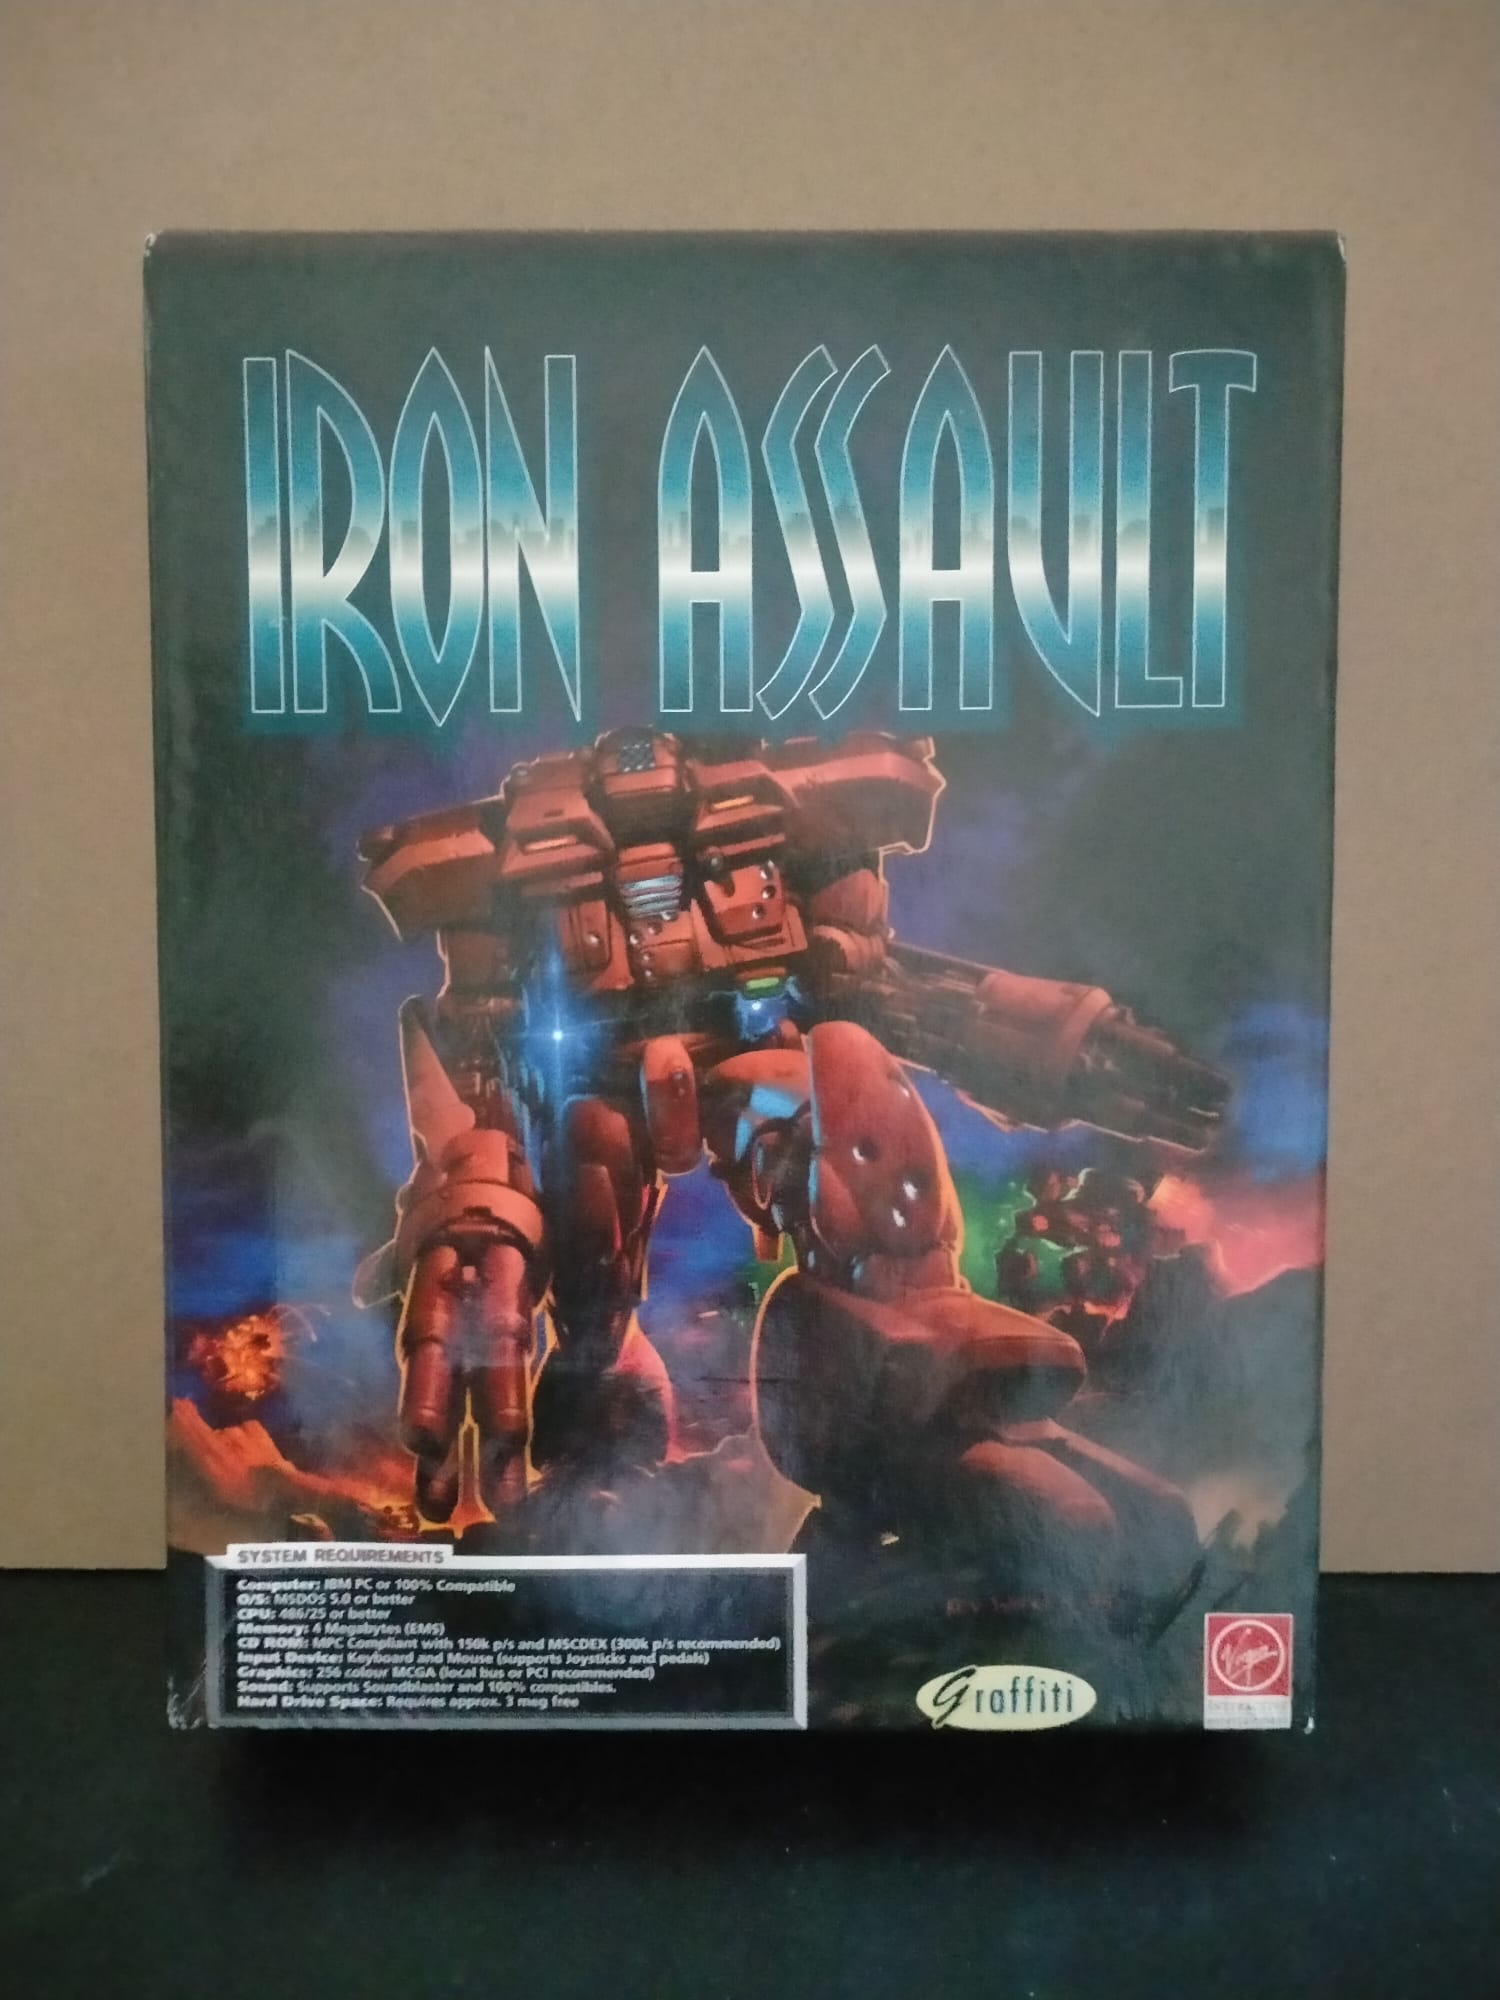 IRON ASSAULT
SYSTEM REQUIREMENTS
Computer: IBM PC or 100% Compatible
O/S: MSDOS 5.0 or better
CPU: 486/25 or better
Memory: 4 Megabytes (EMS)
CD ROM: MPC Compliant with 150k p/s and MSCDEX (300k p/s recommended)
Input Device: Keyboard and Mouse (supports Joysticks and pedals)
Graphics: 256 colour MCGA (local bus or PCI recommended)
Sound: Supports Soundblaster and 100% compatibles.
Hard Drive Space: Requires approx. 3 meg free
Graffiti
Virgin